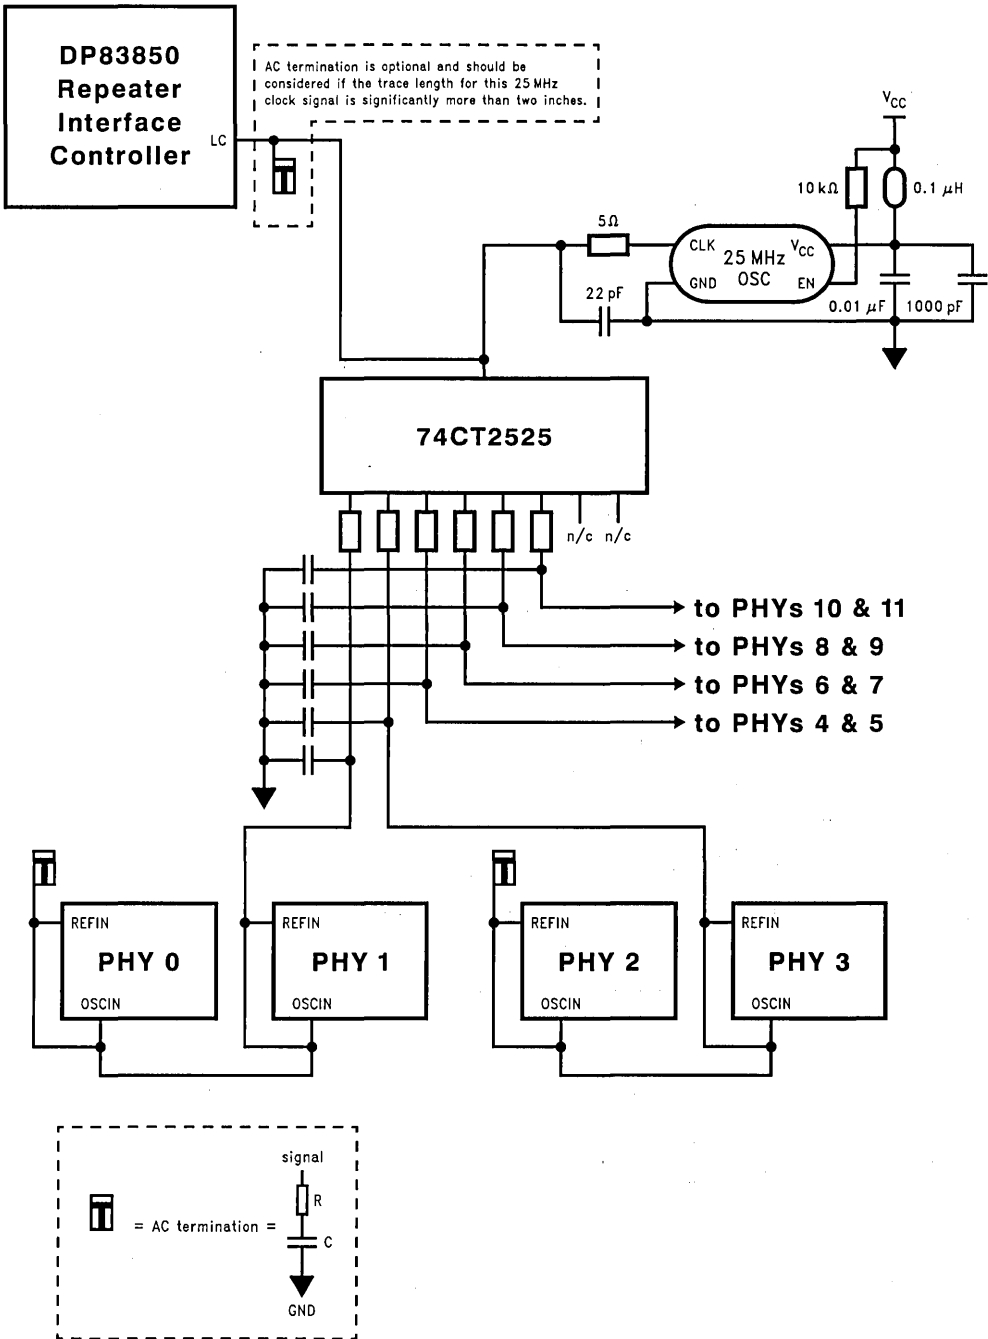 DP83850
Repeater
Interface
Controller
LC
AC termination is optional and should be
considered if the trace length for this 25 MHz
clock signal is significantly more than two inches.
VCC
10 kΩ
0.1 μH
5Ω
CLK
VCC
25 MHz
OSC
GND
EN
22 pF
0.01 μF
1000 pF
74CT2525
n/c n/c
to PHYs 10 & 11
to PHYs 8 & 9
to PHYs 6 & 7
to PHYs 4 & 5
REFIN
PHY 0
OSCIN
REFIN
PHY 1
OSCIN
REFIN
PHY 2
OSCIN
REFIN
PHY 3
OSCIN
signal
R
T
= AC termination =
C
GND